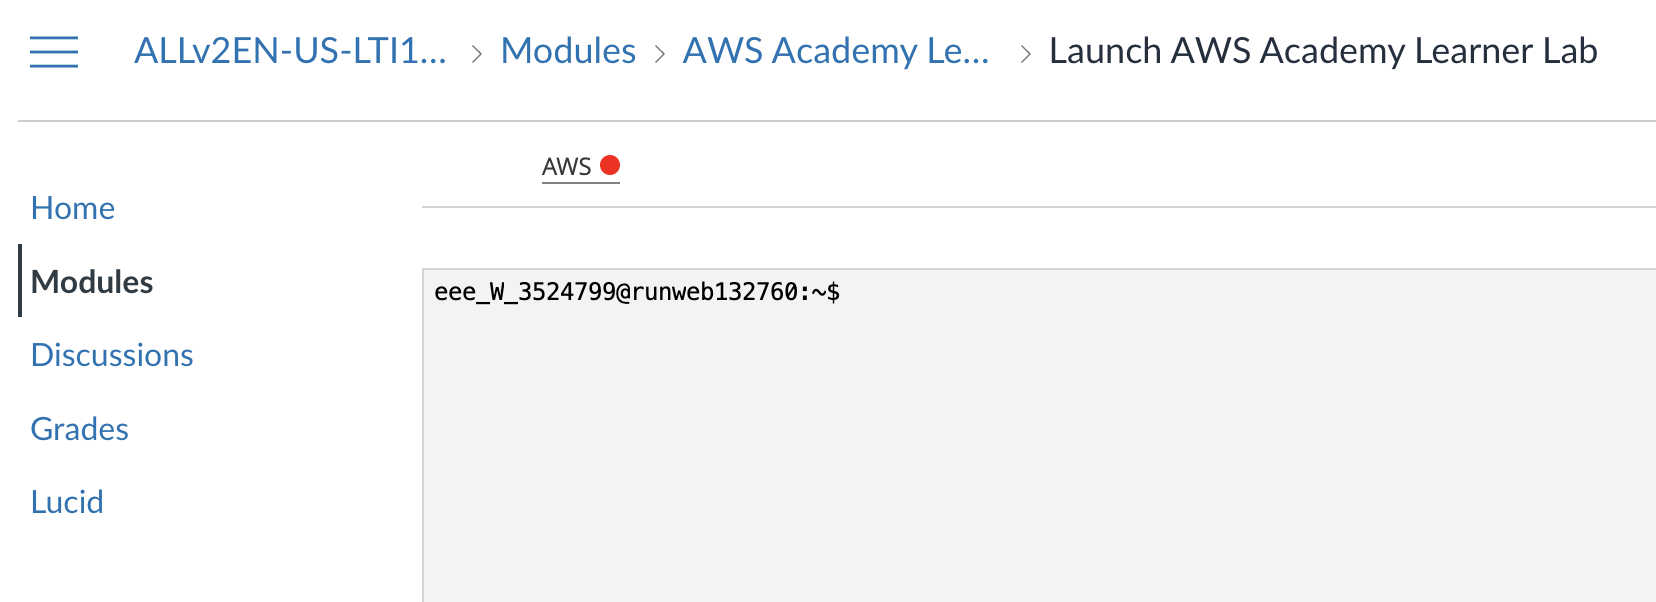 ALLv2EN-US-LTI1... > Modules > AWS Academy Le... > Launch AWS Academy Learner Lab
AWS
Home
Modules
Discussions
Grades
Lucid
eee_W_3524799@runweb132760:~$